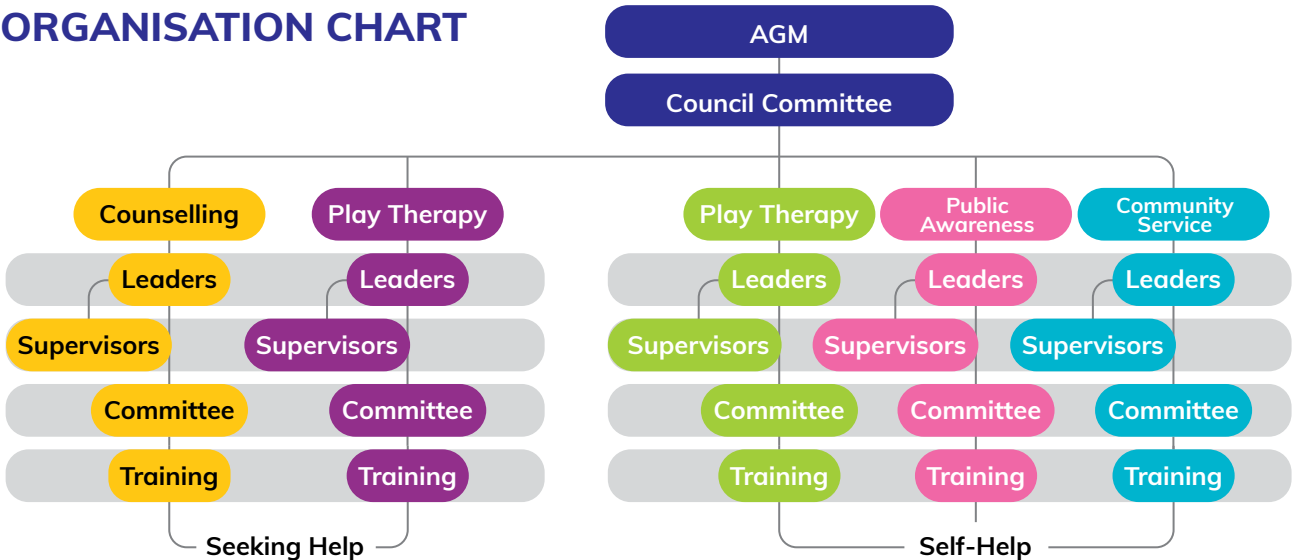 ORGANISATION CHART
AGM
Council Committee
Counselling
Play Therapy
Play Therapy
Public
Awareness
Community
Service
Leaders
Leaders
Leaders
Leaders
Leaders
Supervisors
Supervisors
Supervisors
Supervisors
Supervisors
Committee
Committee
Committee
Committee
Committee
Training
Training
Training
Training
Training
Seeking Help
Self-Help